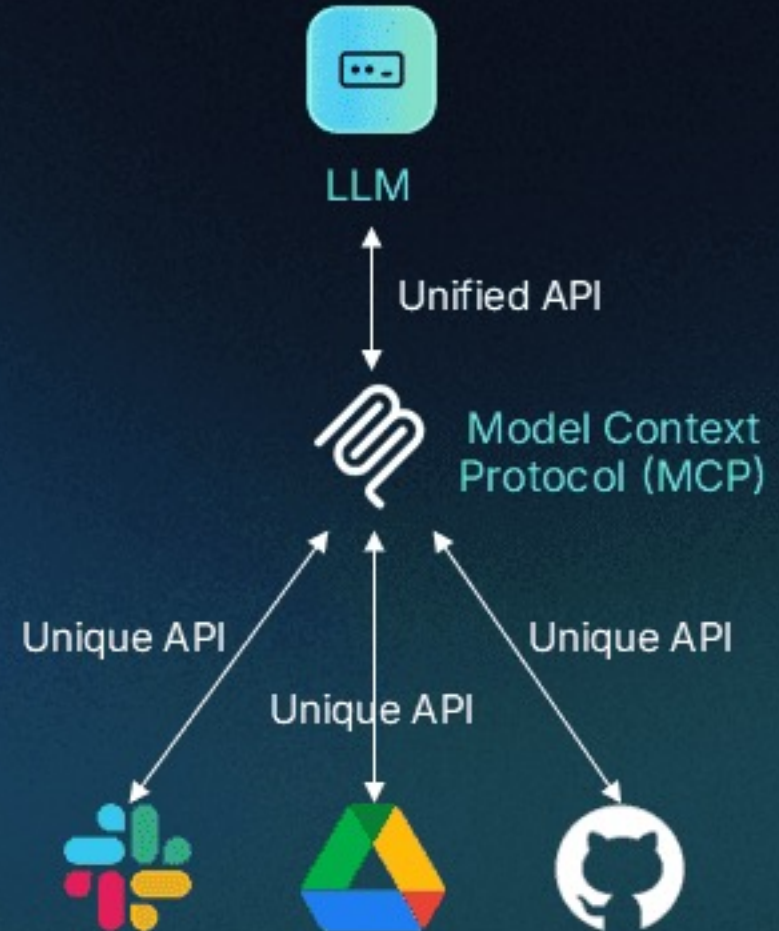 LLM
Unified API
Model Context
Protocol (MCP)
Unique API
Unique API
Unique API